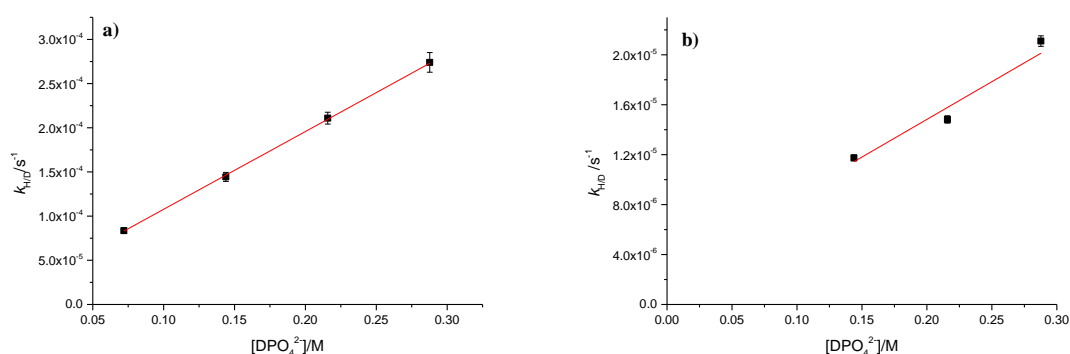 a)
3.0x10⁻⁴
2.5x10⁻⁴
2.0x10⁻⁴
1.5x10⁻⁴
1.0x10⁻⁴
5.0x10⁻⁵
0.0
k_H/D/s⁻¹
0.05 0.10 0.15 0.20 0.25 0.30
[DPO₄²]/M
b)
2.0x10⁻⁵
1.6x10⁻⁵
1.2x10⁻⁵
8.0x10⁻⁶
4.0x10⁻⁶
0.0
k_H/D/s⁻¹
0.00 0.05 0.10 0.15 0.20 0.25 0.30
[DPO₄²]/M